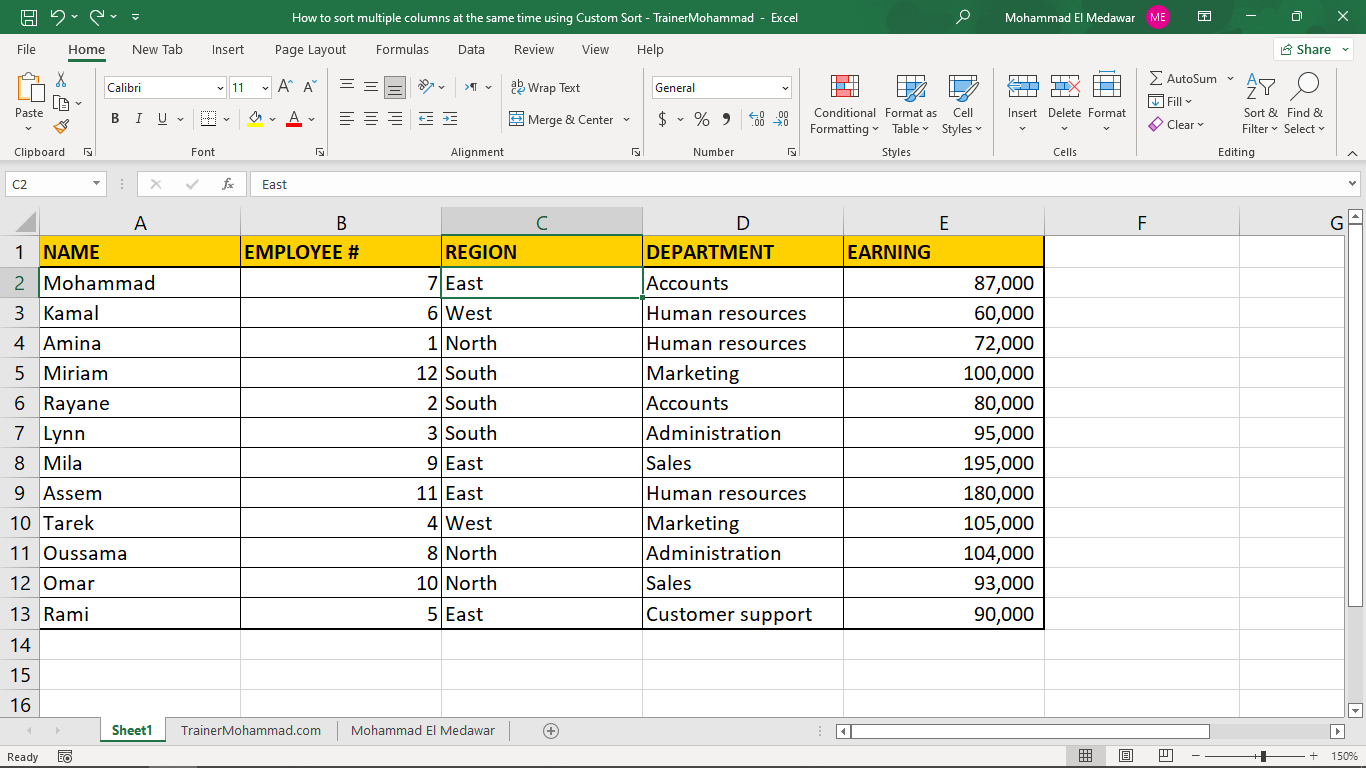 How to sort multiple columns at the same time using Custom Sort - TrainerMohammad - Excel
Mohammad El Medawar ME
File Home New Tab Insert Page Layout Formulas Data Review View Help Share
Calibri 11 Wrap Text General AutoSum
Paste Conditional Formatting Format as Table Cell Styles Insert Delete Format Fill Sort & Filter Find & Select
B I U A Merge & Center $ % Clear
Clipboard Font Alignment Number Styles Cells Editing
C2 fx East
A B C D E F G
1 NAME EMPLOYEE # REGION DEPARTMENT EARNING
2 Mohammad 7 East Accounts 87,000
3 Kamal 6 West Human resources 60,000
4 Amina 1 North Human resources 72,000
5 Miriam 12 South Marketing 100,000
6 Rayane 2 South Accounts 80,000
7 Lynn 3 South Administration 95,000
8 Mila 9 East Sales 195,000
9 Assem 11 East Human resources 180,000
10 Tarek 4 West Marketing 105,000
11 Oussama 8 North Administration 104,000
12 Omar 10 North Sales 93,000
13 Rami 5 East Customer support 90,000
14
15
16
Sheet1 TrainerMohammad.com Mohammad El Medawar
Ready 150%